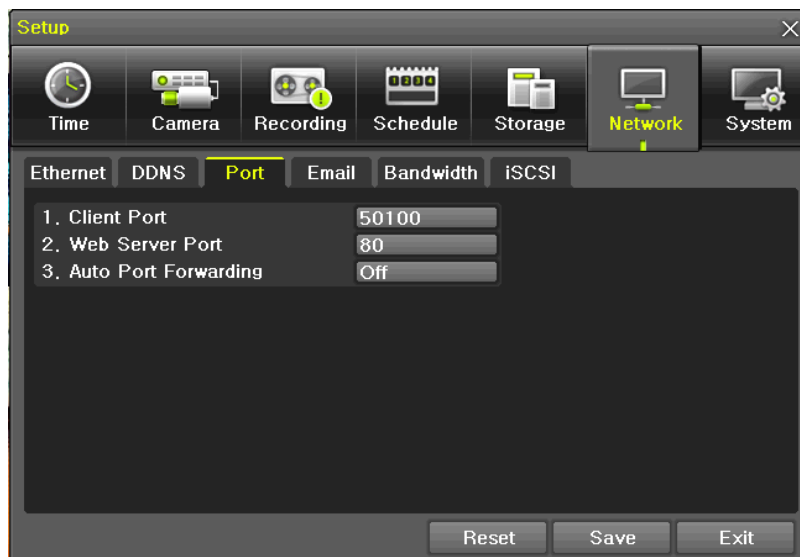 Setup
Time Camera Recording Schedule Storage Network System
Ethernet DDNS Port Email Bandwidth iSCSI
1. Client Port 50100
2. Web Server Port 80
3. Auto Port Forwarding Off
Reset Save Exit